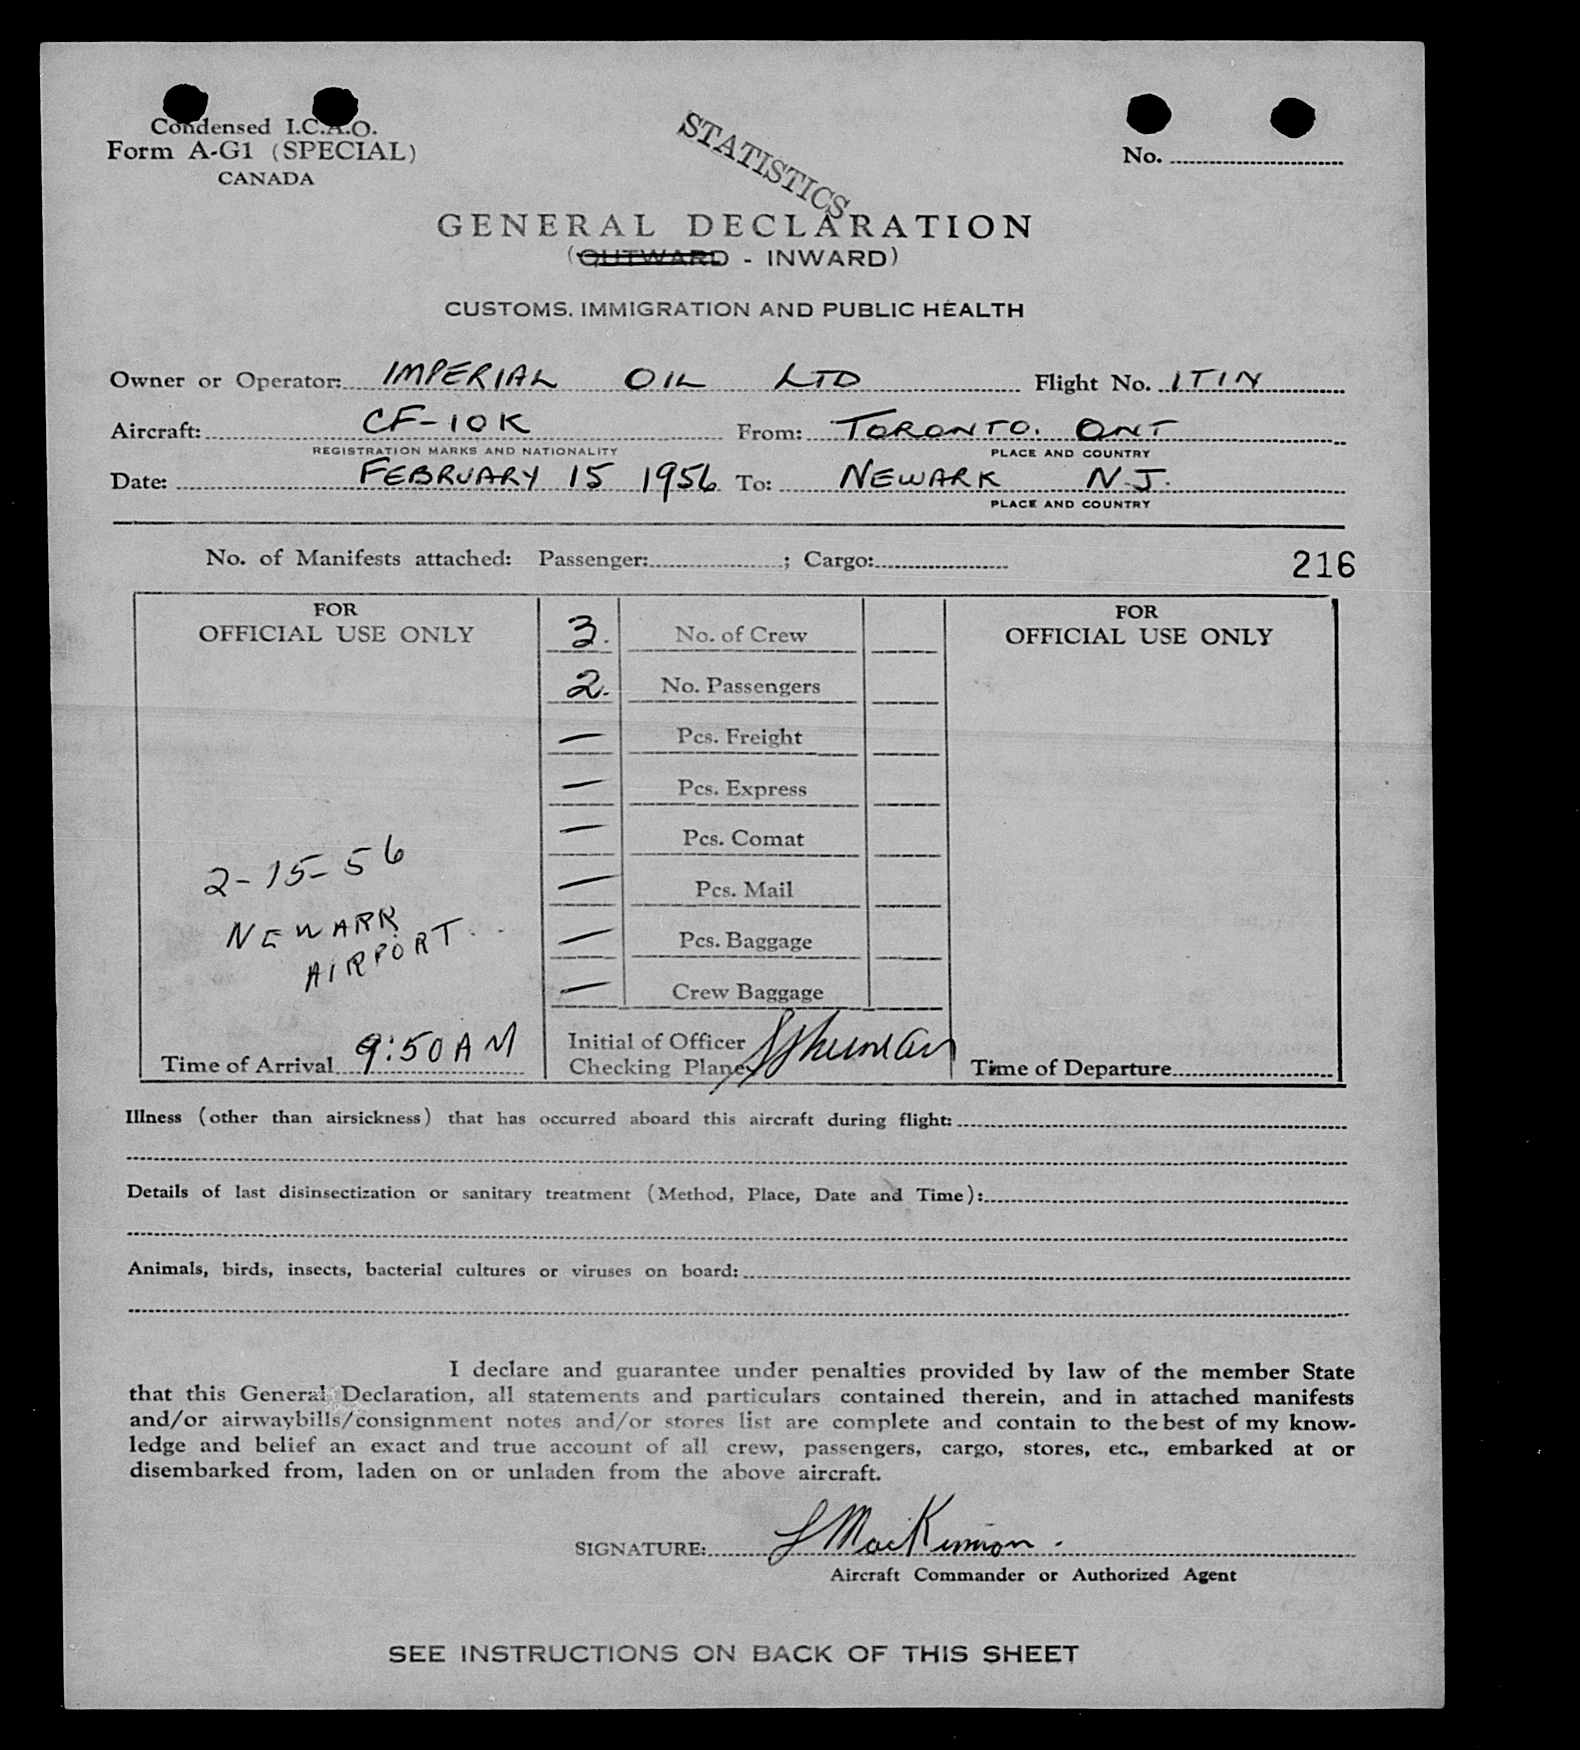 Condensed I.C.A.O.
Form A-G1 (SPECIAL)
CANADA
STATISTICS
No.
GENERAL DECLARATION
(OUTWARD - INWARD)
CUSTOMS, IMMIGRATION AND PUBLIC HEALTH
Owner or Operator: IMPERIAL OIL LTD Flight No. ITIN
Aircraft: CF-IOK From: TORONTO. ONT
REGISTRATION MARKS AND NATIONALITY PLACE AND COUNTRY
Date: FEBRUARY 15 1956 To: NEWARK N.J.
PLACE AND COUNTRY
No. of Manifests attached: Passenger: ; Cargo: 216
FOR
OFFICIAL USE ONLY
3. No. of Crew
2. No. Passengers
— Pcs. Freight
— Pcs. Express
— Pcs. Comat
— Pcs. Mail
— Pcs. Baggage
— Crew Baggage
FOR
OFFICIAL USE ONLY
2-15-56
NEWARK
AIRPORT.
Time of Arrival 9:50 AM
Initial of Officer
Checking Plane
Time of Departure
Illness (other than airsickness) that has occurred aboard this aircraft during flight:
Details of last disinsectization or sanitary treatment (Method, Place, Date and Time):
Animals, birds, insects, bacterial cultures or viruses on board:
I declare and guarantee under penalties provided by law of the member State
that this General Declaration, all statements and particulars contained therein, and in attached manifests
and/or airwaybills/consignment notes and/or stores list are complete and contain to the best of my know-
ledge and belief an exact and true account of all crew, passengers, cargo, stores, etc., embarked at or
disembarked from, laden on or unladen from the above aircraft.
SIGNATURE: MacKinnon.
Aircraft Commander or Authorized Agent
SEE INSTRUCTIONS ON BACK OF THIS SHEET